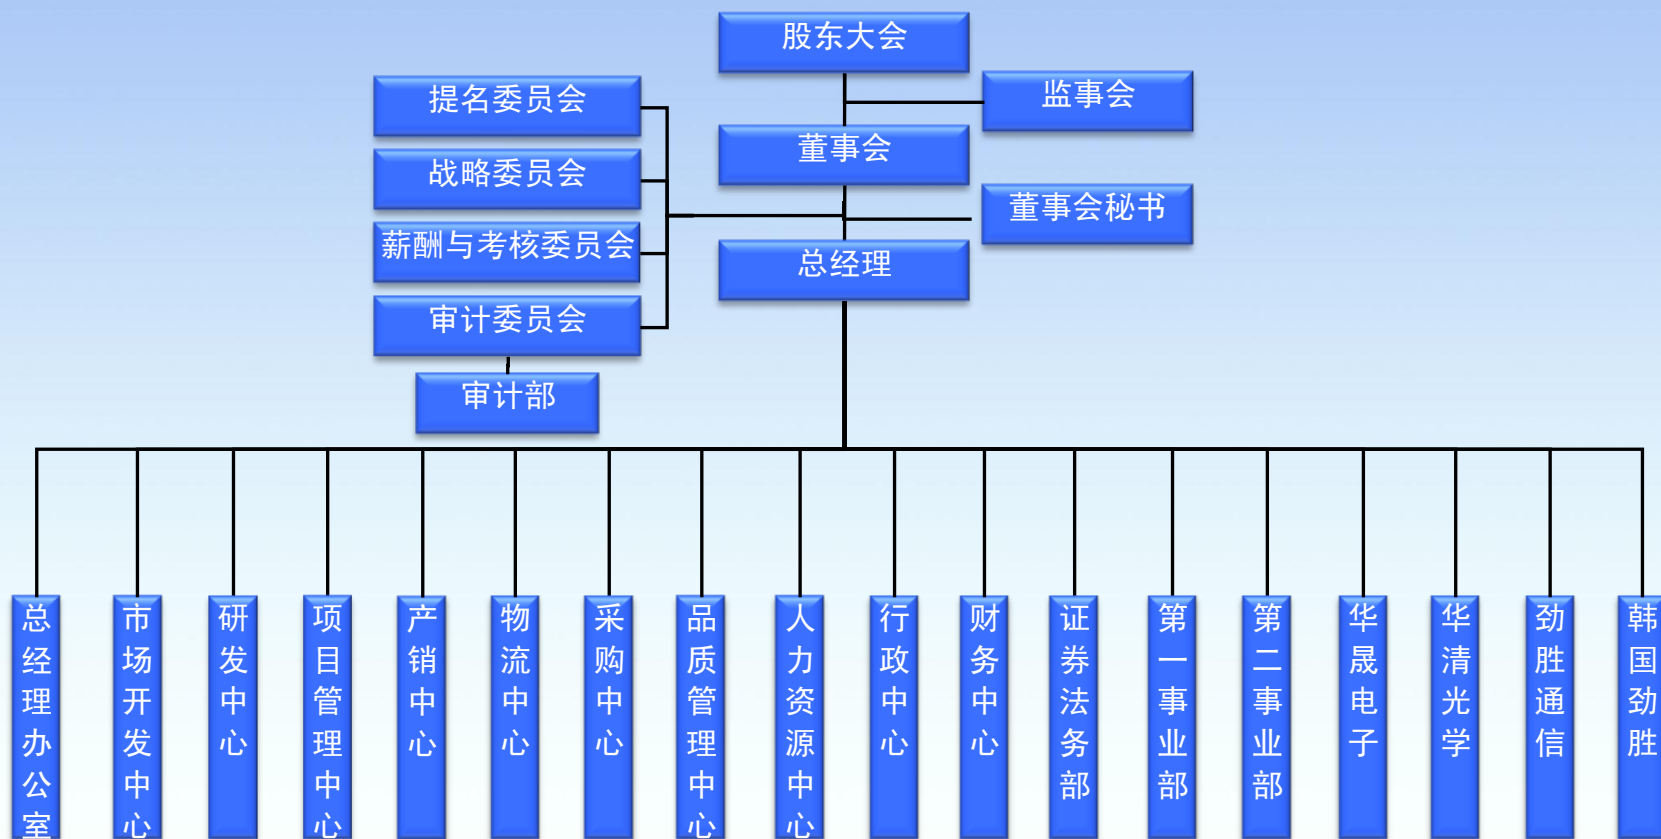 股东大会
监事会
提名委员会
董事会
战略委员会
董事会秘书
薪酬与考核委员会
总经理
审计委员会
审计部
总经理办公室
市场开发中心
研发中心
项目管理中心
产销中心
物流中心
采购中心
品质管理中心
人力资源中心
行政中心
财务中心
证券法务部
第一事业部
第二事业部
华晟电子
华清光学
劲胜通信
韩国劲胜